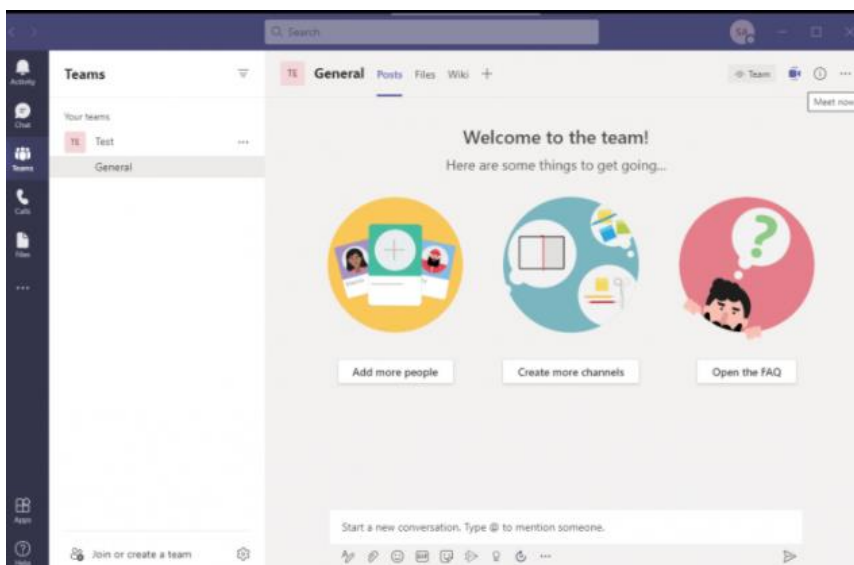 Search
SA
Activity
Chat
Teams
Calls
Files
Apps
Help
Teams
Your teams
TE Test
General
Join or create a team
TE General Posts Files Wiki +
Team
Meet now
Welcome to the team!
Here are some things to get going...
Add more people
Create more channels
Open the FAQ
Start a new conversation. Type @ to mention someone.
GIF